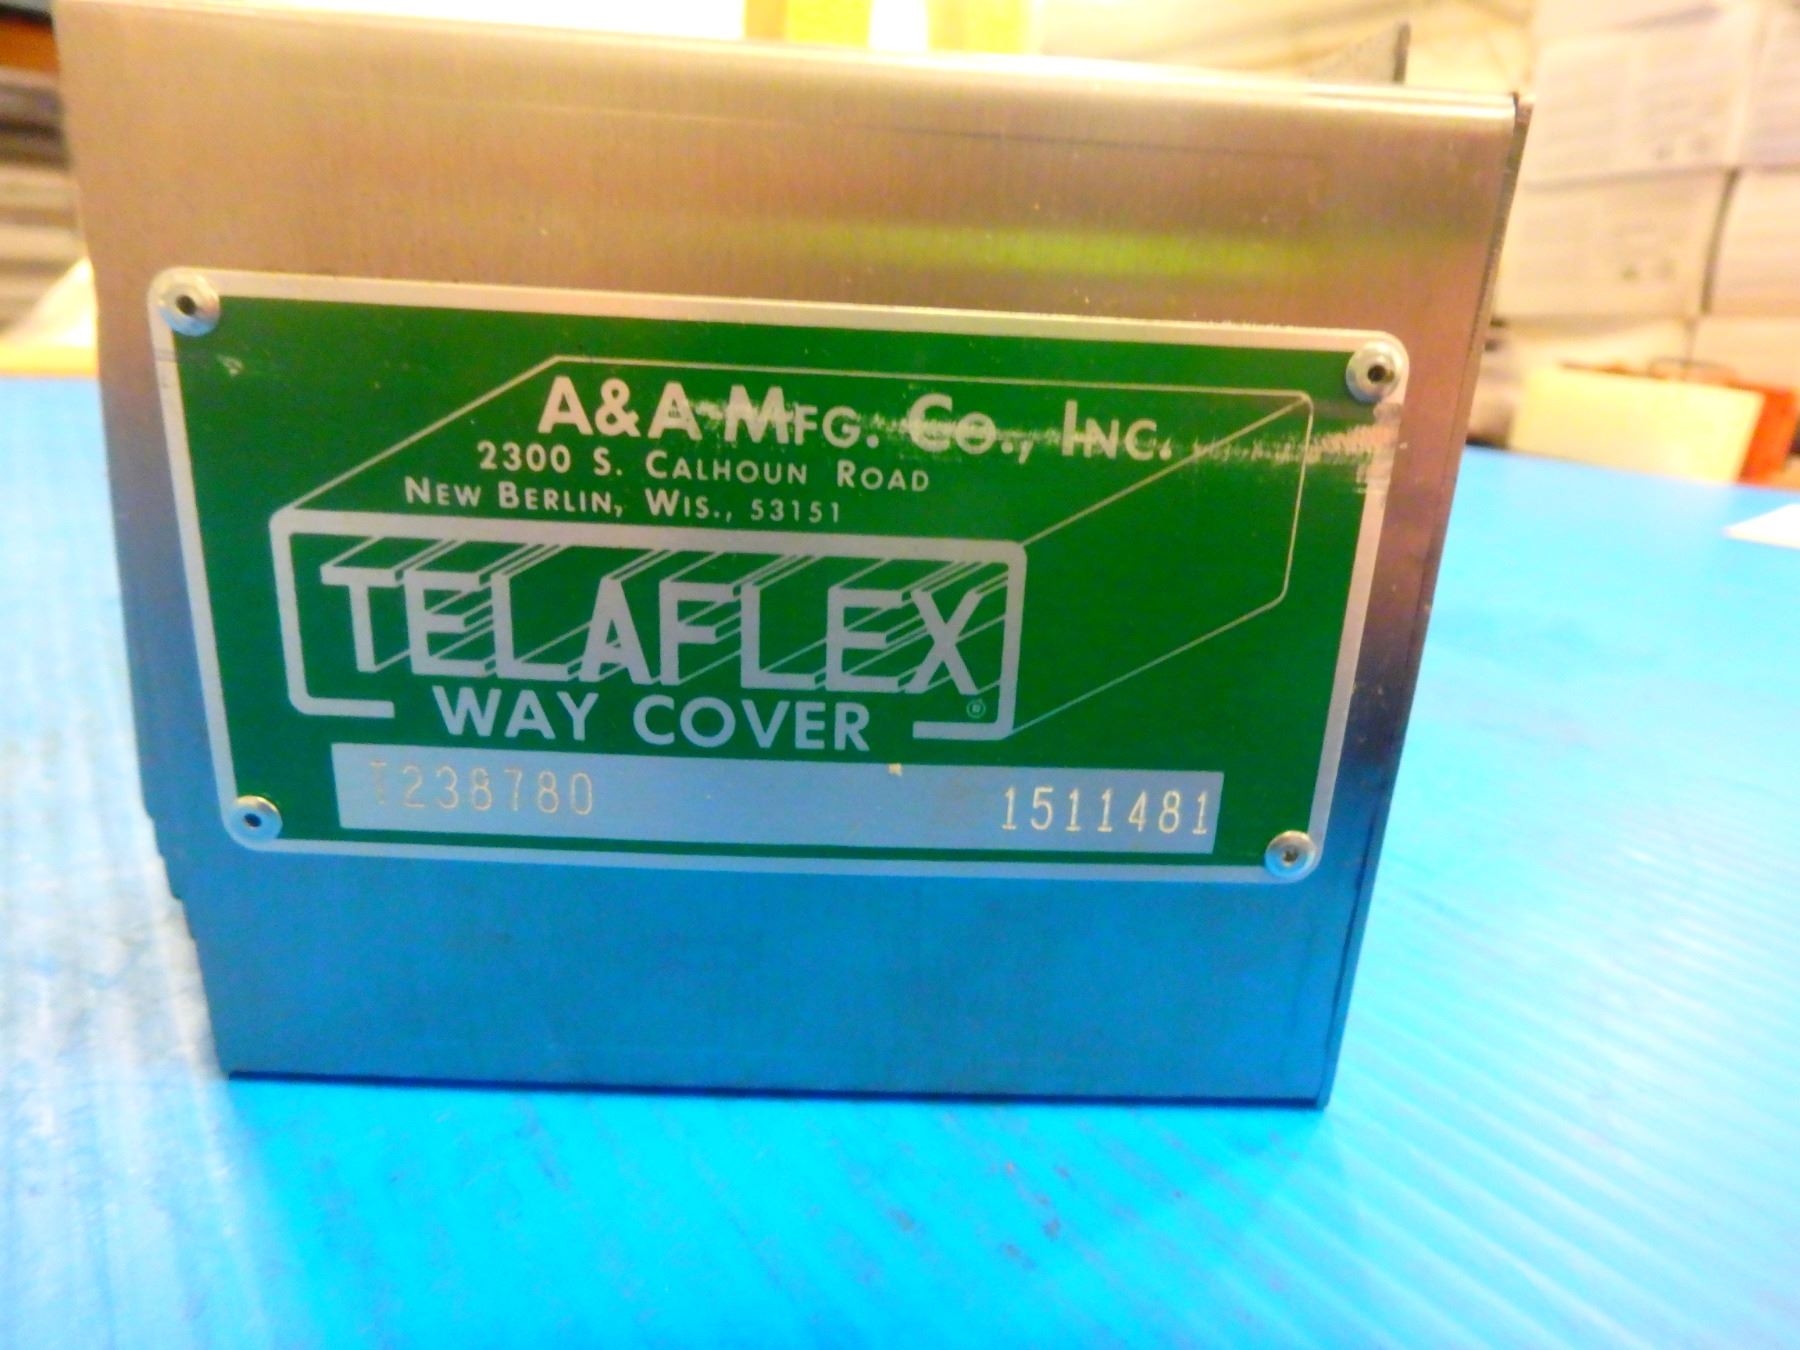 A&A MFG. CO., INC.
2300 S. CALHOUN ROAD
NEW BERLIN, WIS., 53151
TELAFLEX ®
WAY COVER
T238780 1511481